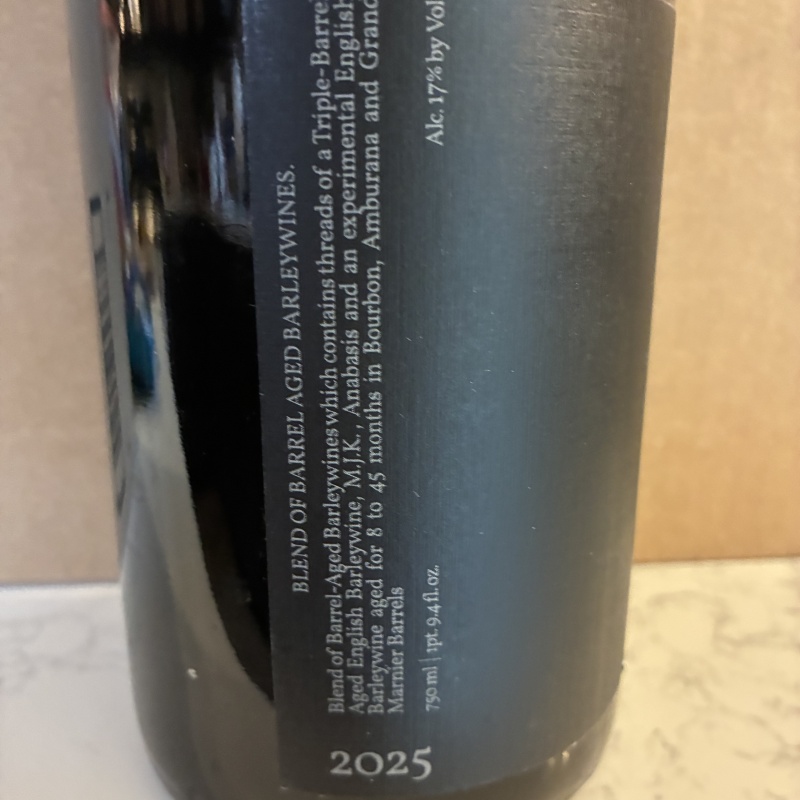 BLEND OF BARREL AGED BARLEYWINES.
Blend of Barrel-Aged Barleywines which contains threads of a Triple-Barre
Aged English Barleywine, M.J.K., Anabasis and an experimental English
Barleywine aged for 8 to 45 months in Bourbon, Amburana and Grand
Marnier Barrels
750 ml | 1pt. 9.4 fl. oz.
Alc. 17% by Vol
2025